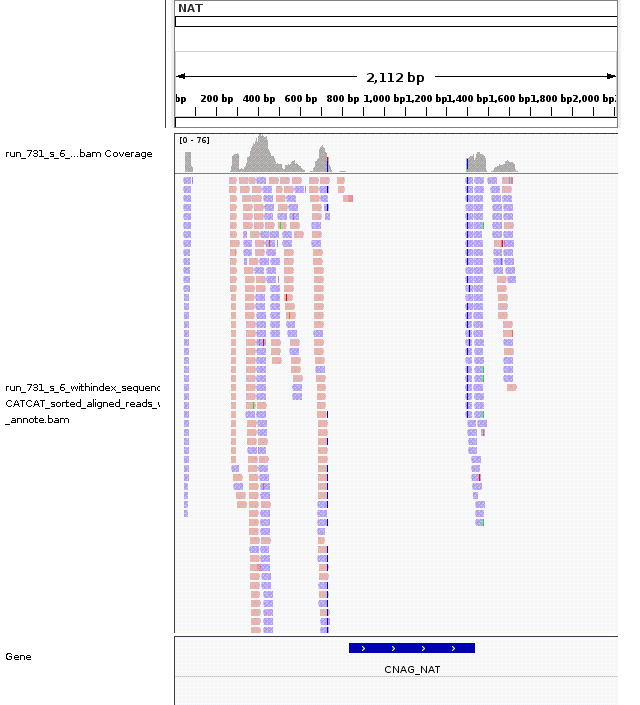 NAT
2,112 bp
bp 200 bp 400 bp 600 bp 800 bp 1,000 bp 1,200 bp 1,400 bp 1,600 bp 1,800 bp 2,000 bp
[0 - 76]
run_731_s_6_...bam Coverage
run_731_s_6_withindex_sequenc
CATCAT_sorted_aligned_reads_
_annote.bam
Gene
CNAG_NAT